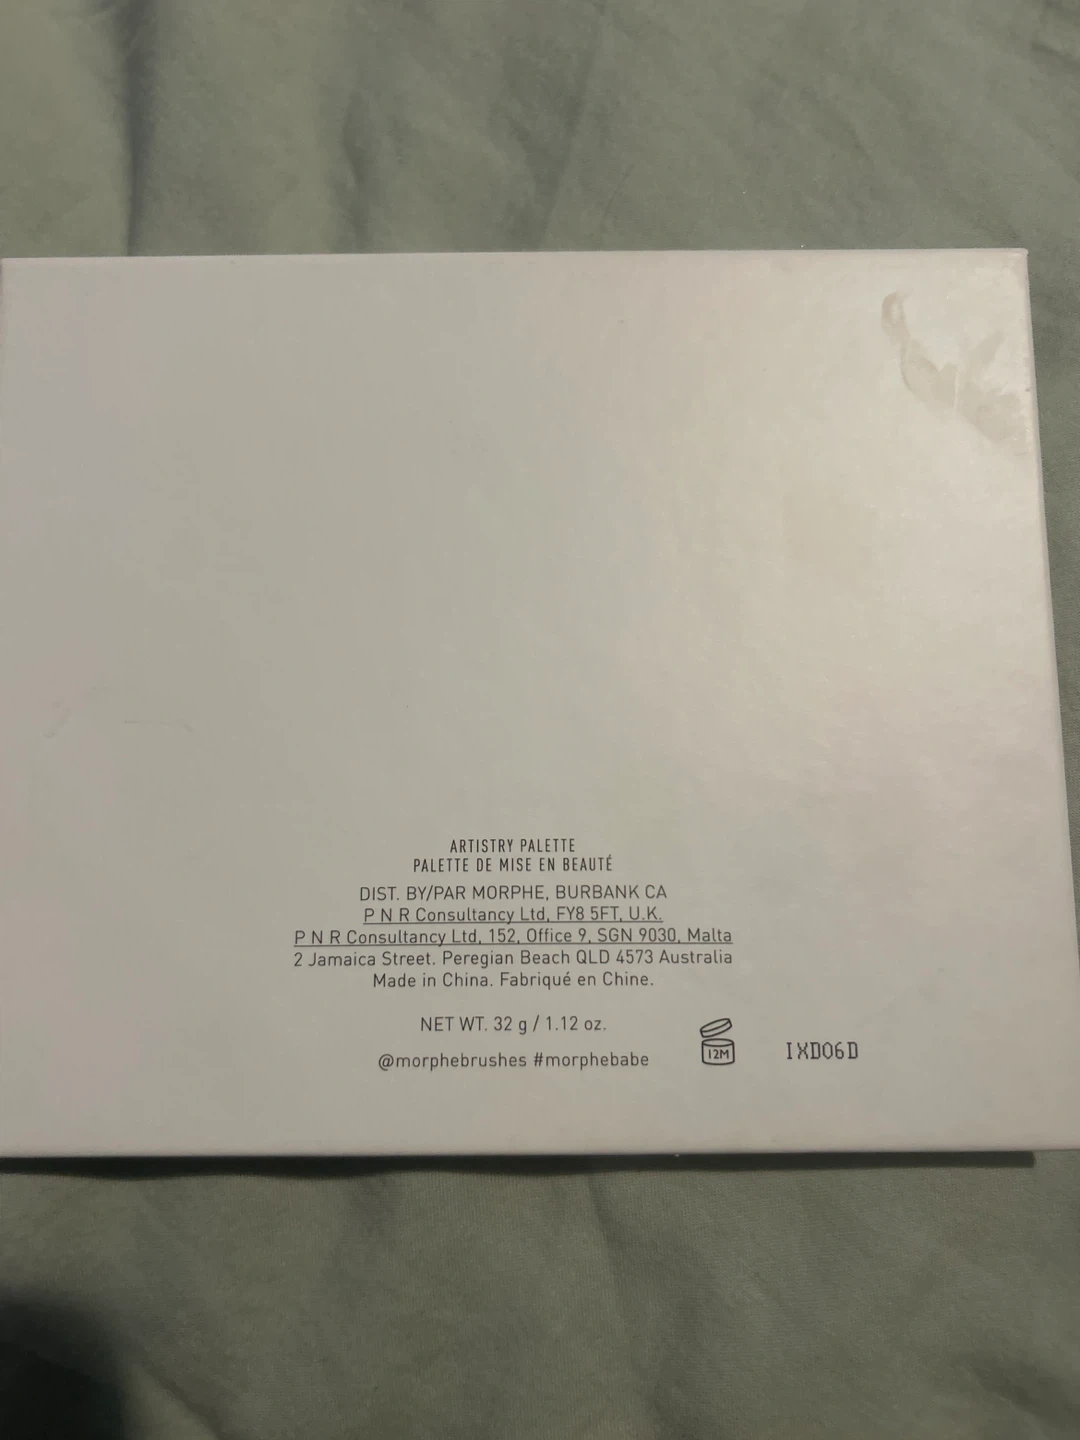 ARTISTRY PALETTE
PALETTE DE MISE EN BEAUTÉ
DIST. BY/PAR MORPHE, BURBANK CA
P N R Consultancy Ltd, FY8 5FT, U.K.
P N R Consultancy Ltd, 152, Office 9, SGN 9030, Malta
2 Jamaica Street. Peregian Beach QLD 4573 Australia
Made in China. Fabriqué en Chine.
NET WT. 32 g / 1.12 oz.
@morphebrushes #morphebabe
12M
IXD06D